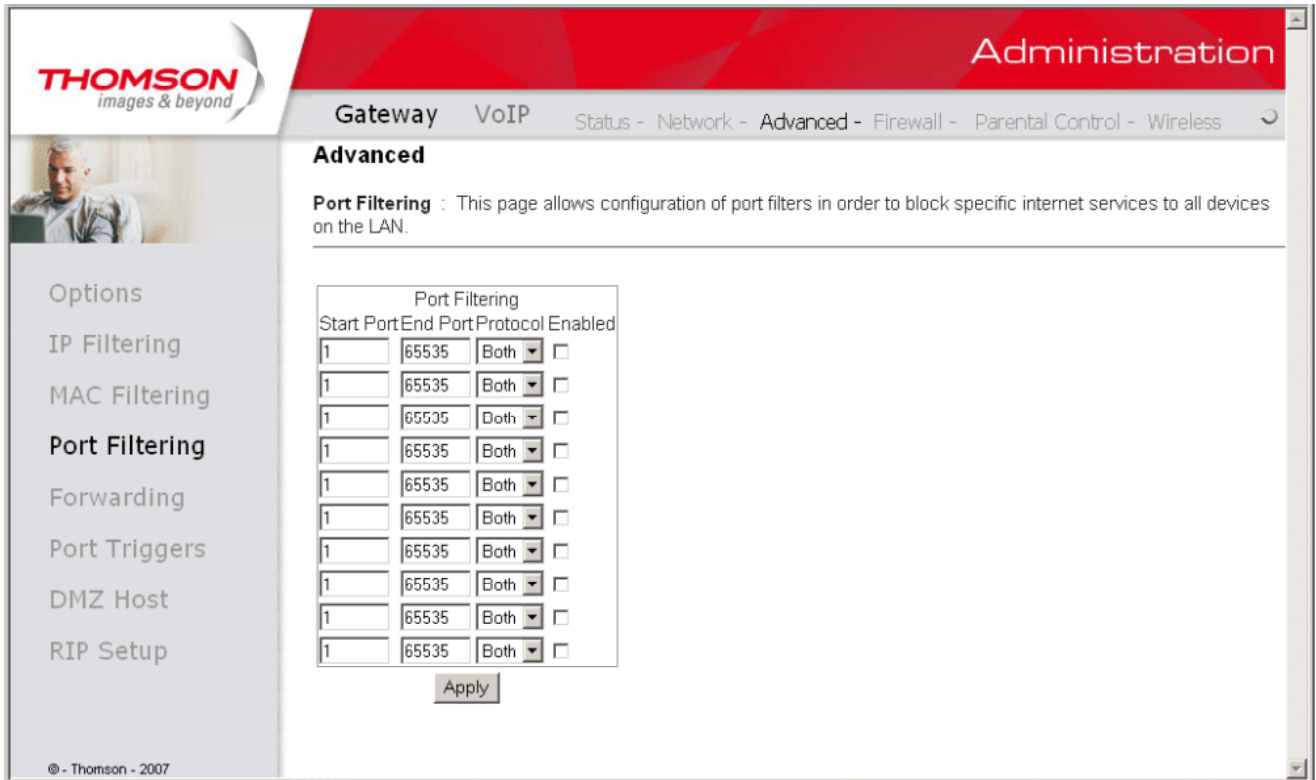 Administration
THOMSON
images & beyond
Gateway VoIP Status - Network - Advanced - Firewall - Parental Control - Wireless
Advanced
Port Filtering : This page allows configuration of port filters in order to block specific internet services to all devices
on the LAN.
Options
IP Filtering
MAC Filtering
Port Filtering
Forwarding
Port Triggers
DMZ Host
RIP Setup
Port Filtering
Start Port End Port Protocol Enabled
1 65535 Both
1 65535 Both
1 65535 Both
1 65535 Both
1 65535 Both
1 65535 Both
1 65535 Both
1 65535 Both
1 65535 Both
1 65535 Both
Apply
© - Thomson - 2007